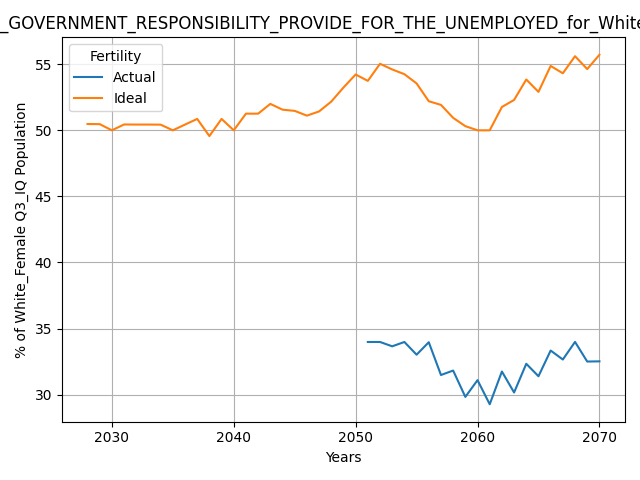 _GOVERNMENT_RESPONSIBILITY_PROVIDE_FOR_THE_UNEMPLOYED_for_White
Fertility
Actual
Ideal
% of White_Female Q3_IQ Population
55
50
45
40
35
30
2030
2040
2050
2060
2070
Years